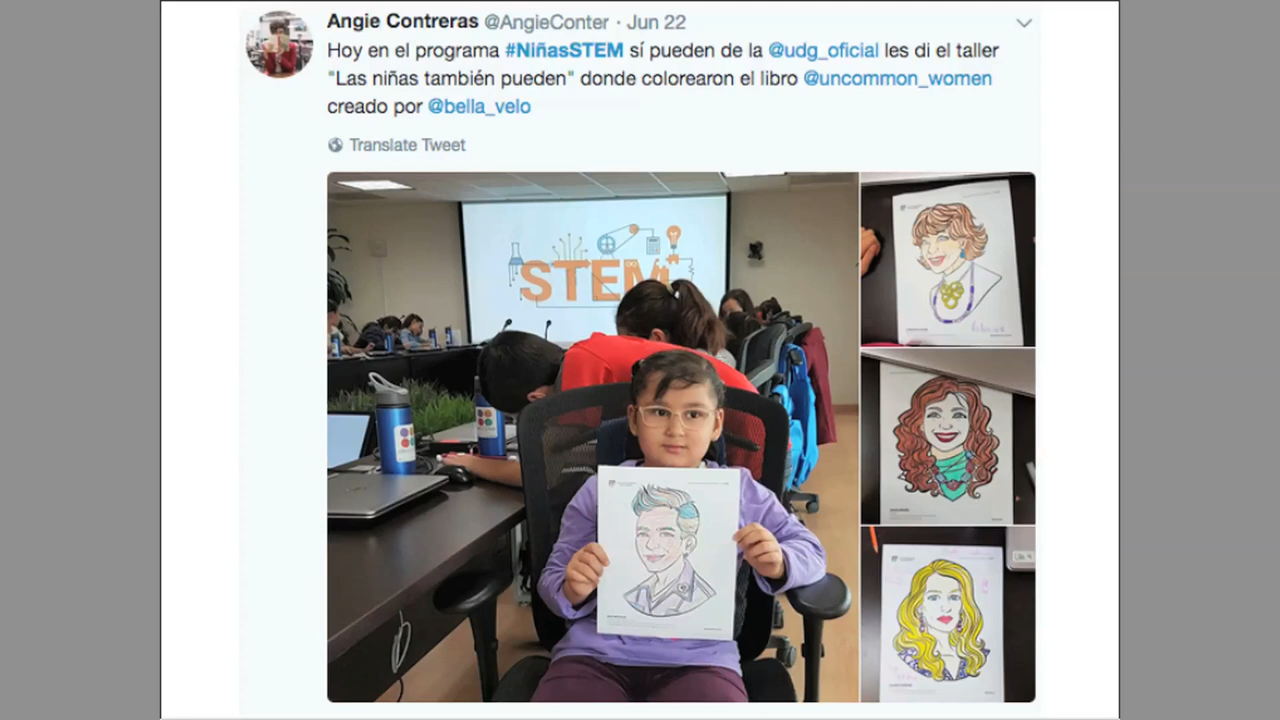 Angie Contreras @AngieConter · Jun 22
Hoy en el programa #NiñasSTEM sí pueden de la @udg_oficial les di el taller
"Las niñas también pueden" donde colorearon el libro @uncommon_women
creado por @bella_velo
Translate Tweet
STEM